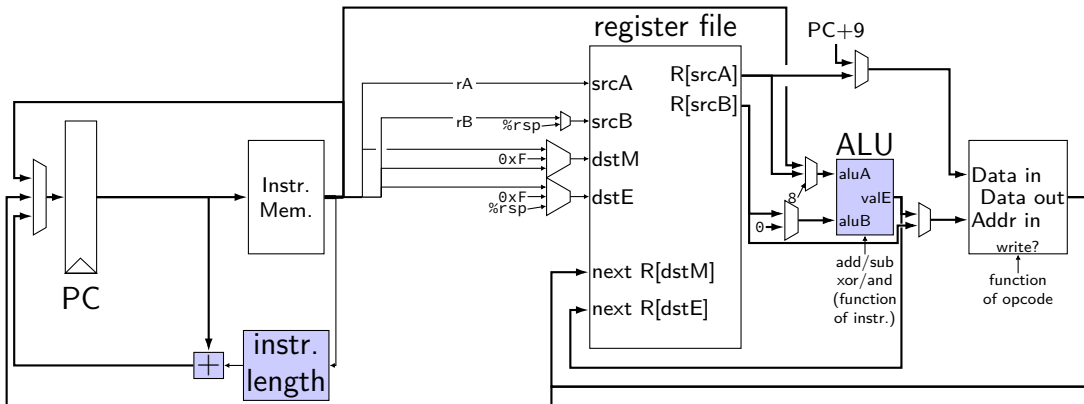 register file
PC+9
rA
srcA
R[srcA]
rB
%rsp
srcB
R[srcB]
0xF
dstM
0xF
%rsp
dstE
Instr.
Mem.
PC
+
instr.
length
next R[dstM]
next R[dstE]
ALU
aluA
valE
aluB
8
0
add/sub
xor/and
(function
of instr.)
Data in
Data out
Addr in
write?
function
of opcode